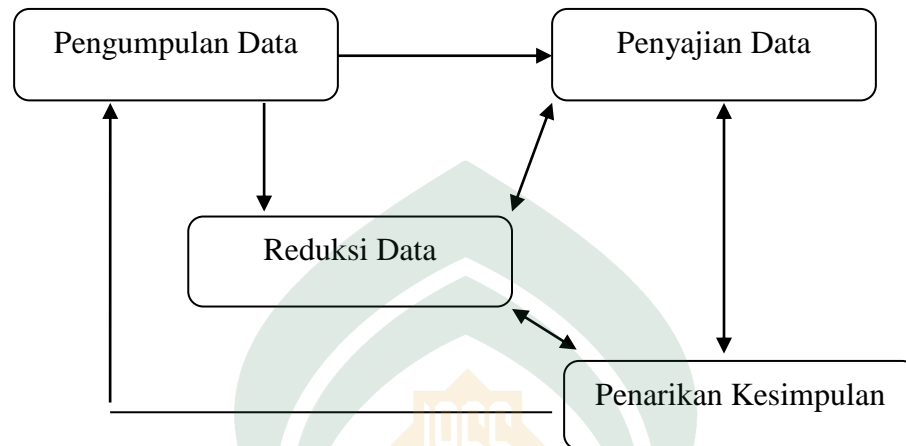 Pengumpulan Data
Penyajian Data
Reduksi Data
Penarikan Kesimpulan